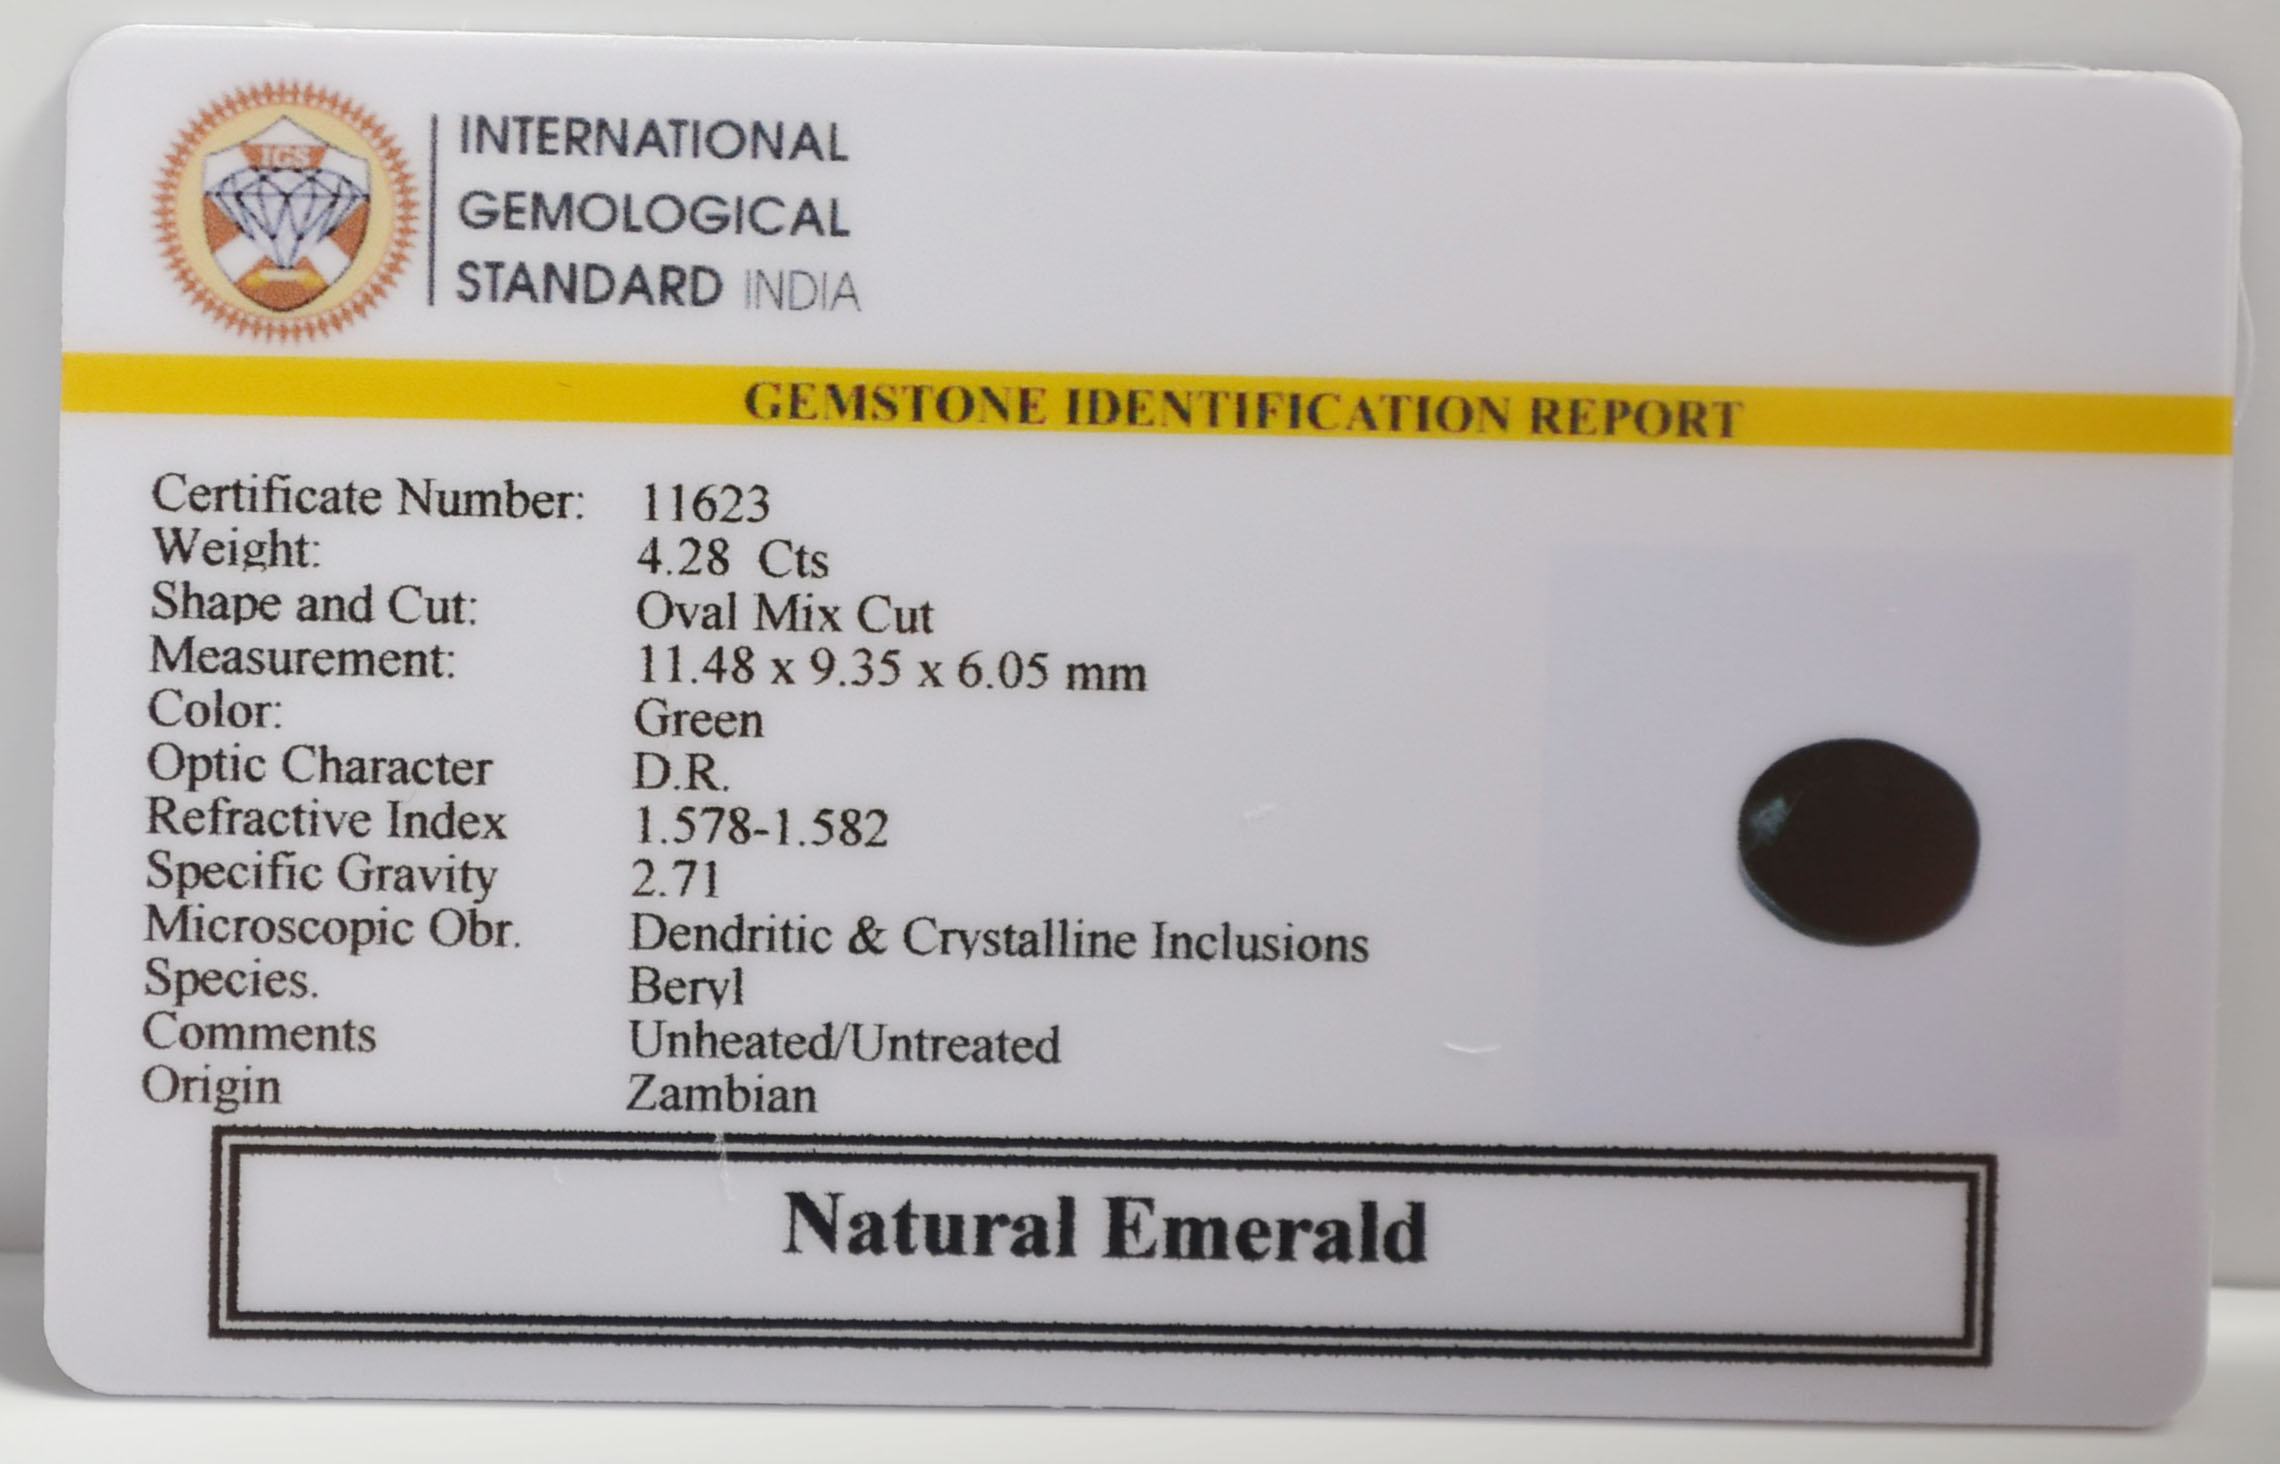 IGS
INTERNATIONAL
GEMOLOGICAL
STANDARD INDIA
GEMSTONE IDENTIFICATION REPORT
Certificate Number: 11623
Weight: 4.28 Cts
Shape and Cut: Oval Mix Cut
Measurement: 11.48 x 9.35 x 6.05 mm
Color: Green
Optic Character D.R.
Refractive Index 1.578-1.582
Specific Gravity 2.71
Microscopic Obr. Dendritic & Crystalline Inclusions
Species. Beryl
Comments Unheated/Untreated
Origin Zambian
Natural Emerald